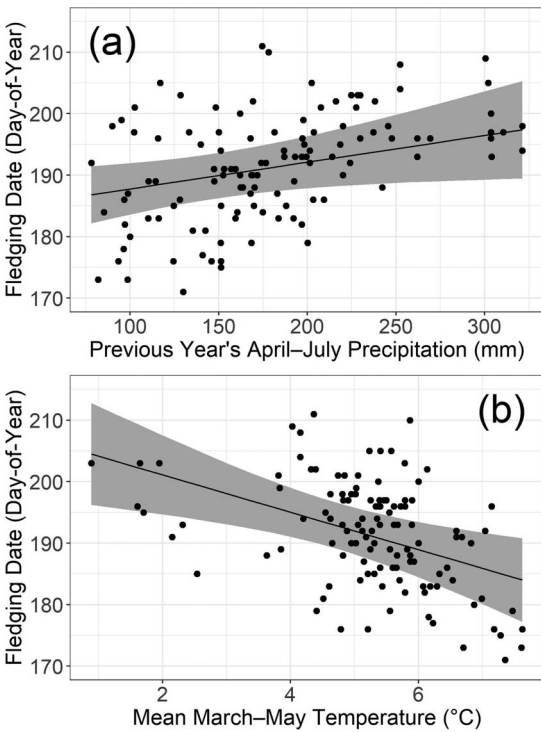 (a)
Fledging Date (Day-of-Year)
210
200
190
180
170
100 150 200 250 300
Previous Year's April–July Precipitation (mm)
(b)
Fledging Date (Day-of-Year)
210
200
190
180
170
2 4 6
Mean March–May Temperature (°C)